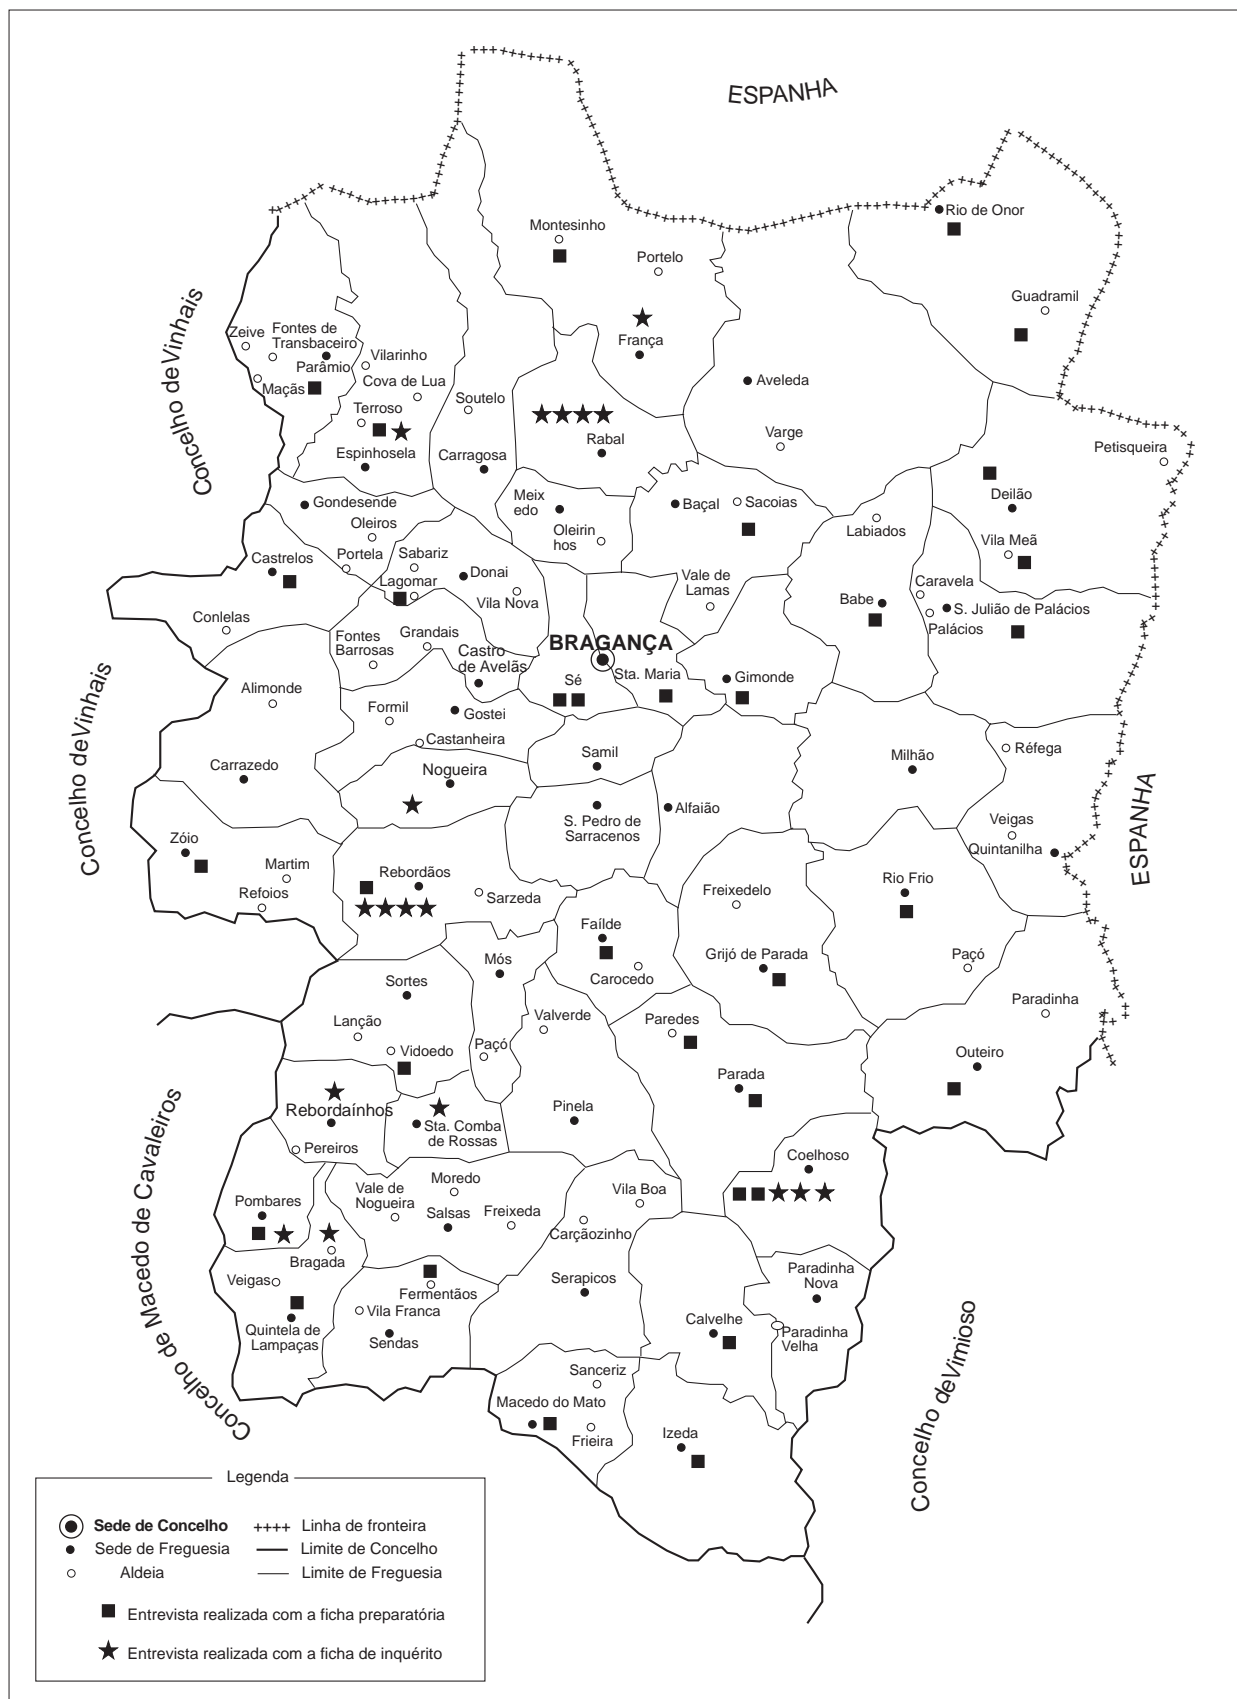 ESPANHA
Rio de Onor
Montesinho
Portelo
Guadramil
Concelho de Vinhais
Zeive
Fontes de
Transbaceiro
Parâmio
Maçãs
Vilarinho
Cova de Lua
Terroso
Espinhosela
Soutelo
Carragosa
França
Rabal
Aveleda
Varge
Petisqueira
Gondesende
Oleiros
Portela
Meix
edo
Oleirin
hos
Baçal
Sacoias
Labiados
Deilão
Vila Meã
Castrelos
Conlelas
Sabariz
Lagomar
Donai
Vila Nova
Vale de
Lamas
Babe
Caravela
S. Julião de Palácios
Palácios
Fontes
Barrosas
Grandais
Castro
de Avelãs
BRAGANÇA
Sé
Sta. Maria
Gimonde
Concelho de Vinhais
Alimonde
Formil
Gostei
Castanheira
Carrazedo
Nogueira
Samil
Milhão
Réfega
ESPANHA
S. Pedro de
Sarracenos
Alfaião
Veigas
Quintanilha
Zóio
Martim
Refoios
Rebordãos
Sarzeda
Freixedelo
Rio Frio
Faílde
Carocedo
Grijó de Parada
Paçó
Mós
Sortes
Lanção
Vidoedo
Paçó
Valverde
Paredes
Parada
Paradinha
Outeiro
Concelho de Macedo de Cavaleiros
Rebordaínhos
Pereiros
Sta. Comba
de Rossas
Pinela
Coelhoso
Pombares
Bragada
Vale de
Nogueira
Moredo
Salsas
Freixeda
Vila Boa
Carçãozinho
Veigas
Quintela de
Lampaças
Fermentãos
Vila Franca
Sendas
Serapicos
Calvelhe
Paradinha
Nova
Paradinha
Velha
Concelho de Vimioso
Sanceriz
Macedo do Mato
Frieira
Izeda
Legenda
Sede de Concelho
Linha de fronteira
Sede de Freguesia
Limite de Concelho
Aldeia
Limite de Freguesia
Entrevista realizada com a ficha preparatória
Entrevista realizada com a ficha de inquérito